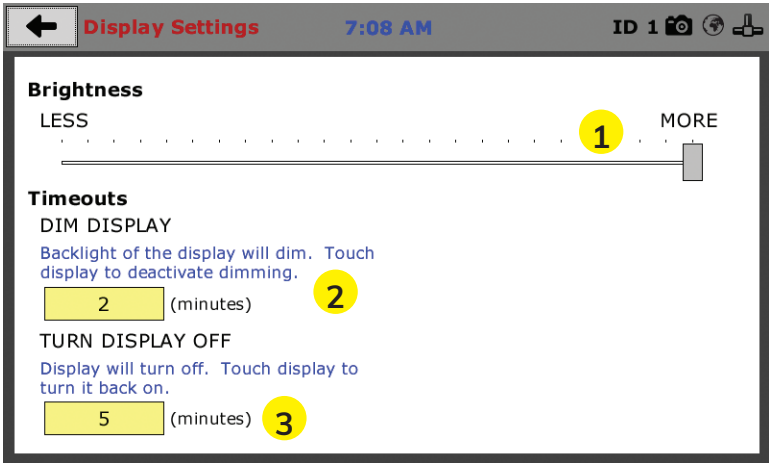 Display Settings 7:08 AM ID 1
Brightness
LESS MORE
1
Timeouts
DIM DISPLAY
Backlight of the display will dim. Touch
display to deactivate dimming.
2 (minutes) 2
TURN DISPLAY OFF
Display will turn off. Touch display to
turn it back on.
5 (minutes) 3